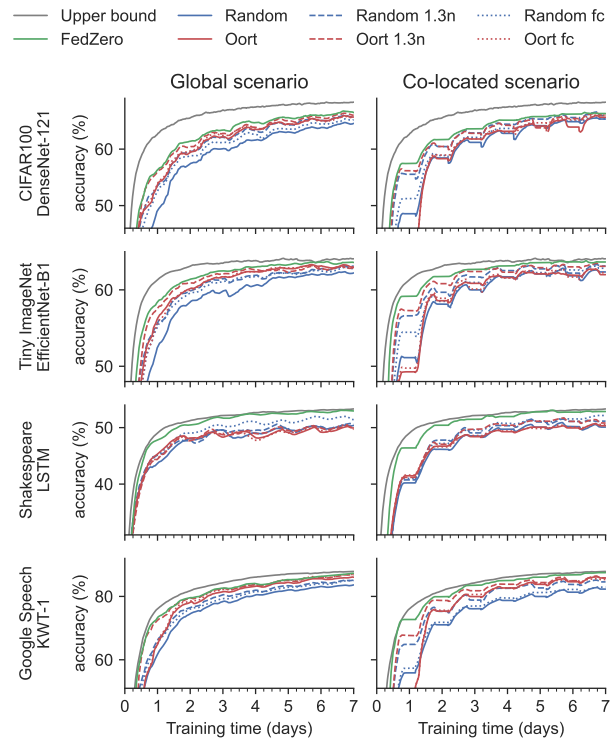 Upper bound Random Random 1.3n Random fc
FedZero Oort Oort 1.3n Oort fc
Global scenario Co-located scenario
CIFAR100
DenseNet-121
accuracy (%)
60
50
Tiny ImageNet
EfficientNet-B1
accuracy (%)
60
50
Shakespeare
LSTM
accuracy (%)
50
40
Google Speech
KWT-1
accuracy (%)
80
60
0 1 2 3 4 5 6 7 0 1 2 3 4 5 6 7
Training time (days) Training time (days)